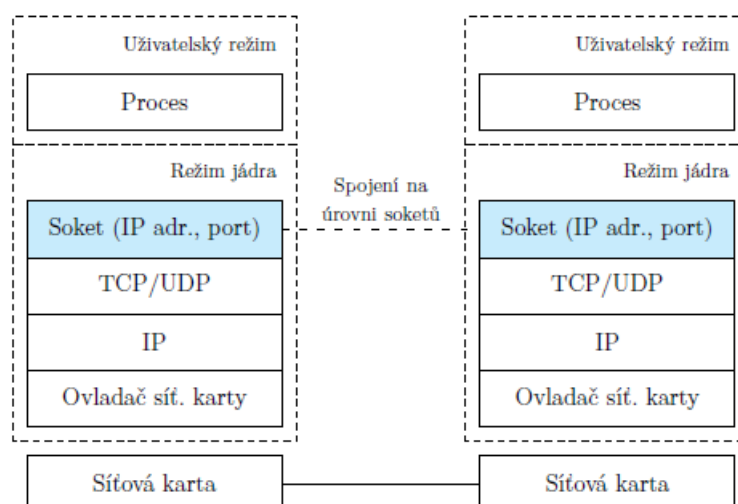 Uživatelský režim
Proces
Režim jádra
Soket (IP adr., port)
TCP/UDP
IP
Ovladač síť. karty
Síťová karta
Spojení na
úrovni soketů
Uživatelský režim
Proces
Režim jádra
Soket (IP adr., port)
TCP/UDP
IP
Ovladač síť. karty
Síťová karta